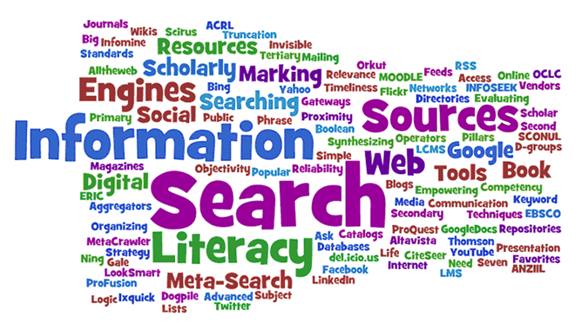 Journals
Wikis Scirus ACRL
Big Infomine Truncation
Standards Resources Invisible
Tertiary Mailing
Alltheweb Scholarly Marking Relevance Orkut MOODLE Feeds RSS Access Online OCLC
Engines Bing Yahoo Timeliness Flickr Networks INFOSEEK Vendors
Searching Gateways Directories Evaluating
Primary Social Public Phrase Proximity Sources Scholar
Boolean Second
Information Synthesizing Operators Pillars SCONUL
Simple LCMS Google D-groups
Magazines Objectivity Popular Reliability Web Tools Book
Digital Blogs Empowering Competency
ERIC Search Media Communication Keyword
Aggregators Secondary Techniques EBSCO
Organizing Literacy Ask Catalogs ProQuest GoogleDocs Repositories
MetaCrawler Databases Altavista Thomson Presentation
Ning Strategy del.icio.us Life CiteSeer YouTube Favorites
Gale Facebook Internet Need Seven ANZIIL
LookSmart Meta-Search LinkedIn LMS
ProFusion
Logic Ixquick Dogpile Advanced Subject
Lists Twitter